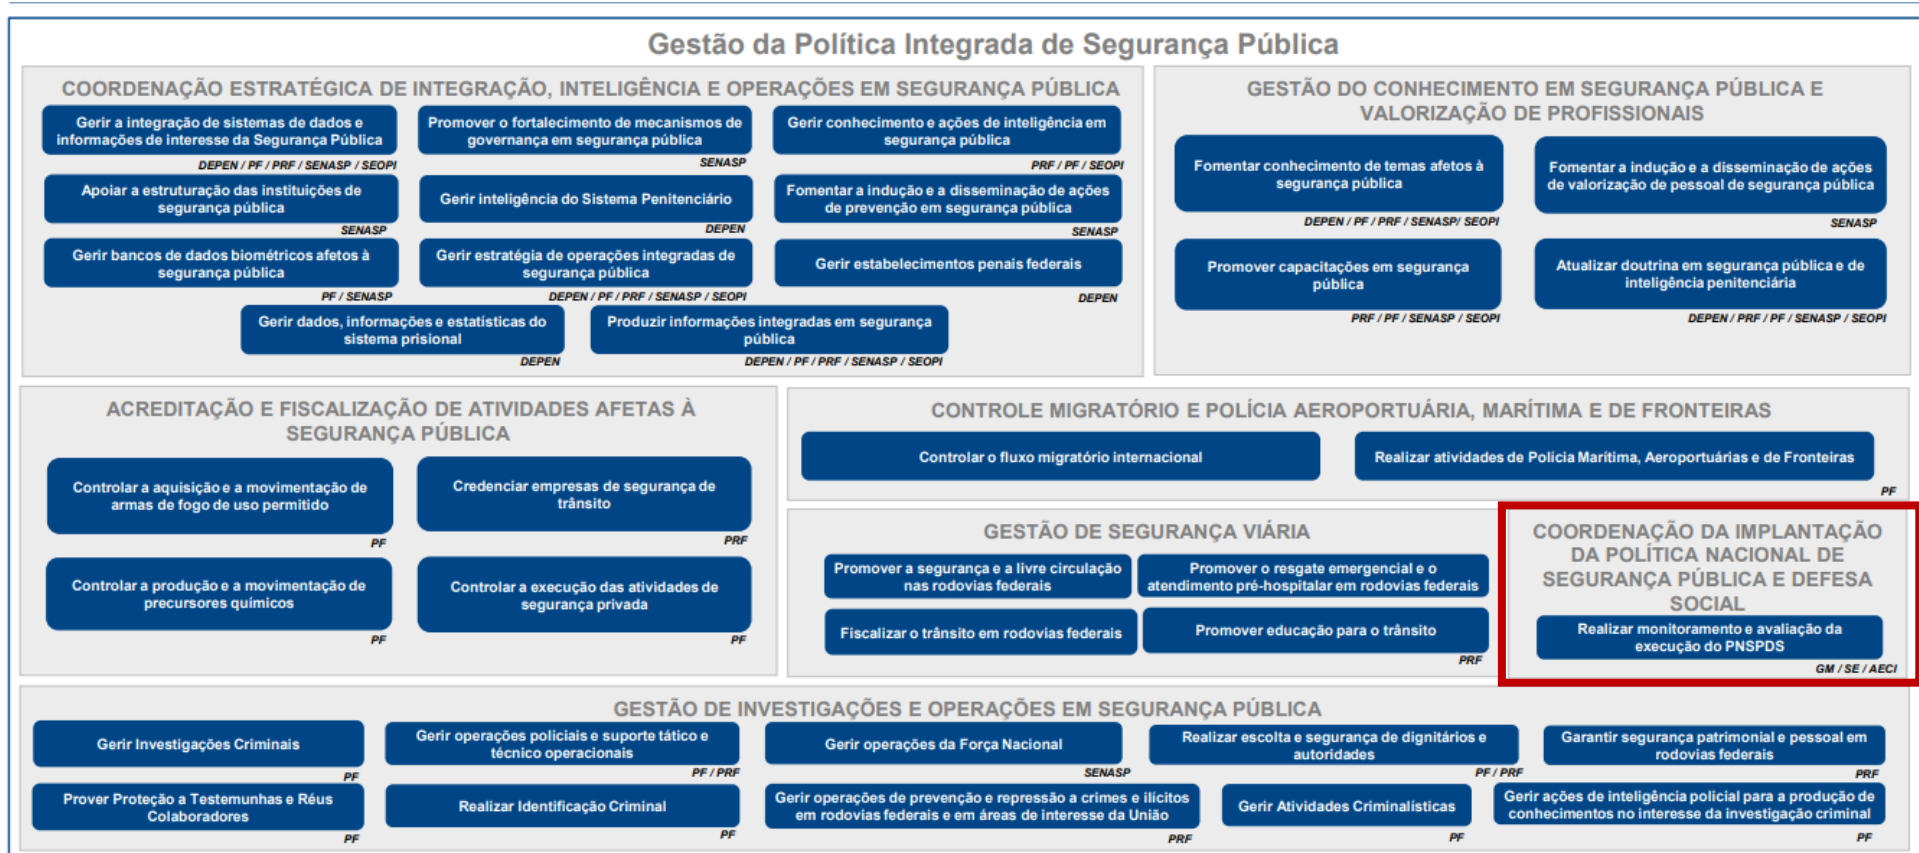 Gestão da Política Integrada de Segurança Pública
COORDENAÇÃO ESTRATÉGICA DE INTEGRAÇÃO, INTELIGÊNCIA E OPERAÇÕES EM SEGURANÇA PÚBLICA
Gerir a integração de sistemas de dados e
informações de interesse da Segurança Pública
DEPEN / PF / PRF / SENASP / SEOPI
Promover o fortalecimento de mecanismos de
governança em segurança pública
SENASP
Gerir conhecimento e ações de inteligência em
segurança pública
PRF / PF / SEOPI
Apoiar a estruturação das instituições de
segurança pública
SENASP
Gerir inteligência do Sistema Penitenciário
DEPEN
Fomentar a indução e a disseminação de ações
de prevenção em segurança pública
SENASP
Gerir bancos de dados biométricos afetos à
segurança pública
PF / SENASP
Gerir estratégia de operações integradas de
segurança pública
DEPEN / PF / PRF / SENASP / SEOPI
Gerir estabelecimentos penais federais
DEPEN
Gerir dados, informações e estatísticas do
sistema prisional
DEPEN
Produzir informações integradas em segurança
pública
DEPEN / PF / PRF / SENASP / SEOPI
GESTÃO DO CONHECIMENTO EM SEGURANÇA PÚBLICA E
VALORIZAÇÃO DE PROFISSIONAIS
Fomentar conhecimento de temas afetos à
segurança pública
DEPEN / PF / PRF / SENASP/ SEOPI
Fomentar a indução e a disseminação de ações
de valorização de pessoal de segurança pública
SENASP
Promover capacitações em segurança
pública
PRF / PF / SENASP / SEOPI
Atualizar doutrina em segurança pública e de
inteligência penitenciária
DEPEN / PRF / PF / SENASP / SEOPI
ACREDITAÇÃO E FISCALIZAÇÃO DE ATIVIDADES AFETAS À
SEGURANÇA PÚBLICA
Controlar a aquisição e a movimentação de
armas de fogo de uso permitido
PF
Credenciar empresas de segurança de
trânsito
PRF
Controlar a produção e a movimentação de
precursores químicos
PF
Controlar a execução das atividades de
segurança privada
PF
CONTROLE MIGRATÓRIO E POLÍCIA AEROPORTUÁRIA, MARÍTIMA E DE FRONTEIRAS
Controlar o fluxo migratório internacional
Realizar atividades de Polícia Marítima, Aeroportuárias e de Fronteiras
PF
GESTÃO DE SEGURANÇA VIÁRIA
Promover a segurança e a livre circulação
nas rodovias federais
Promover o resgate emergencial e o
atendimento pré-hospitalar em rodovias federais
Fiscalizar o trânsito em rodovias federais
Promover educação para o trânsito
PRF
COORDENAÇÃO DA IMPLANTAÇÃO
DA POLÍTICA NACIONAL DE
SEGURANÇA PÚBLICA E DEFESA
SOCIAL
Realizar monitoramento e avaliação da
execução do PNSPDS
GM / SE / AECI
GESTÃO DE INVESTIGAÇÕES E OPERAÇÕES EM SEGURANÇA PÚBLICA
Gerir Investigações Criminais
PF
Gerir operações policiais e suporte tático e
técnico operacionais
PF / PRF
Gerir operações da Força Nacional
SENASP
Realizar escolta e segurança de dignitários e
autoridades
PF / PRF
Garantir segurança patrimonial e pessoal em
rodovias federais
PRF
Prover Proteção a Testemunhas e Réus
Colaboradores
PF
Realizar Identificação Criminal
PF
Gerir operações de prevenção e repressão a crimes e ilícitos
em rodovias federais e em áreas de interesse da União
PRF
Gerir Atividades Criminalísticas
PF
Gerir ações de inteligência policial para a produção de
conhecimentos no interesse da investigação criminal
PF